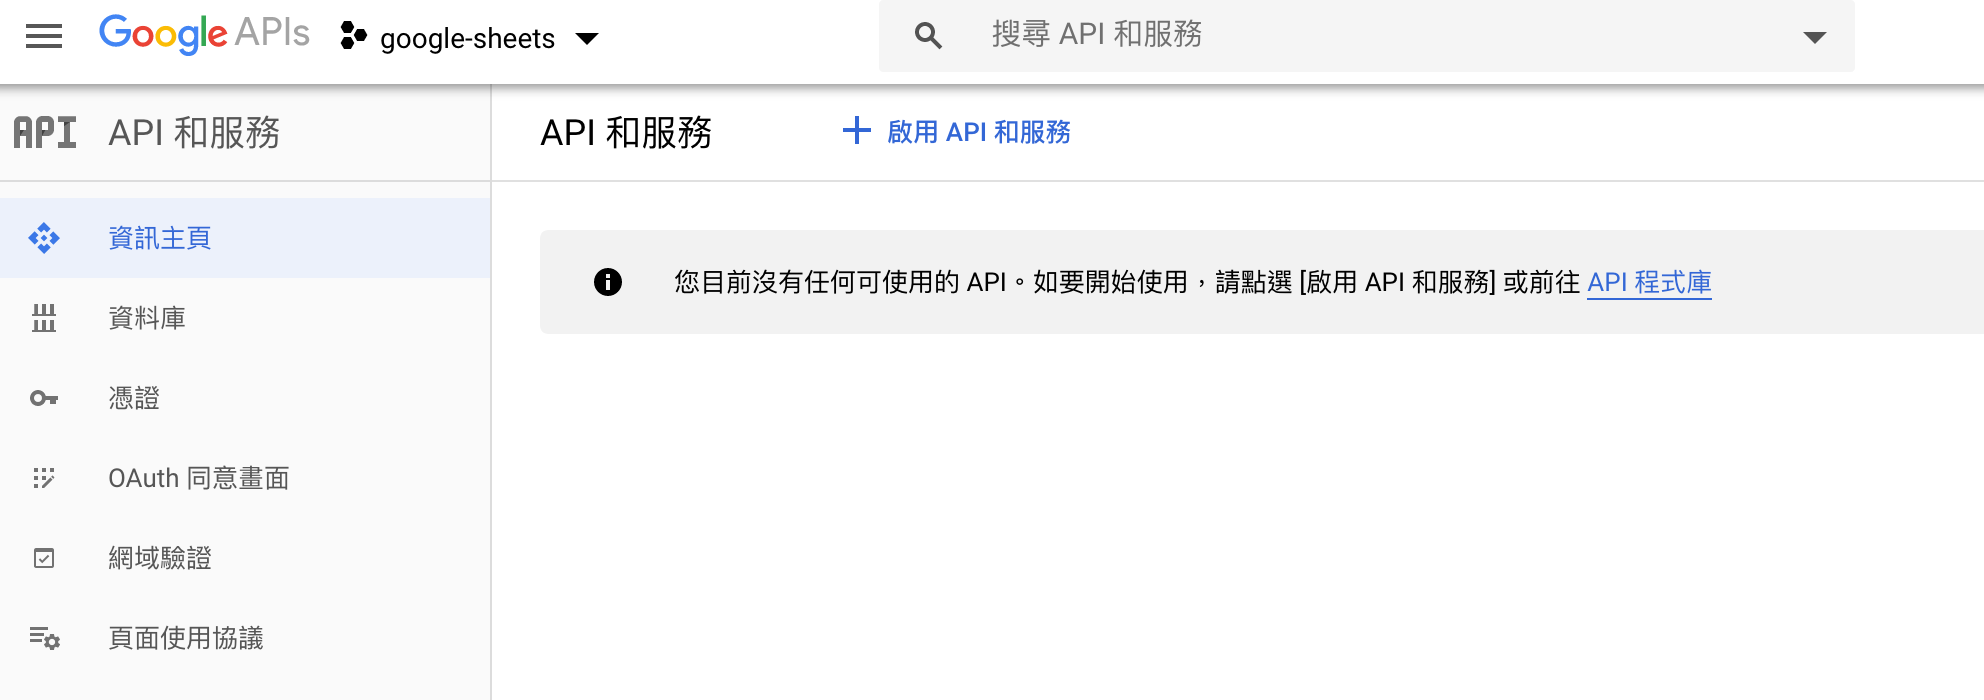 Google APIs
google-sheets
搜尋 API 和服務
API API 和服務
API 和服務
啟用 API 和服務
資訊主頁
資料庫
憑證
OAuth 同意畫面
網域驗證
頁面使用協議
您目前沒有任何可使用的 API。如要開始使用，請點選 [啟用 API 和服務] 或前往 API 程式庫